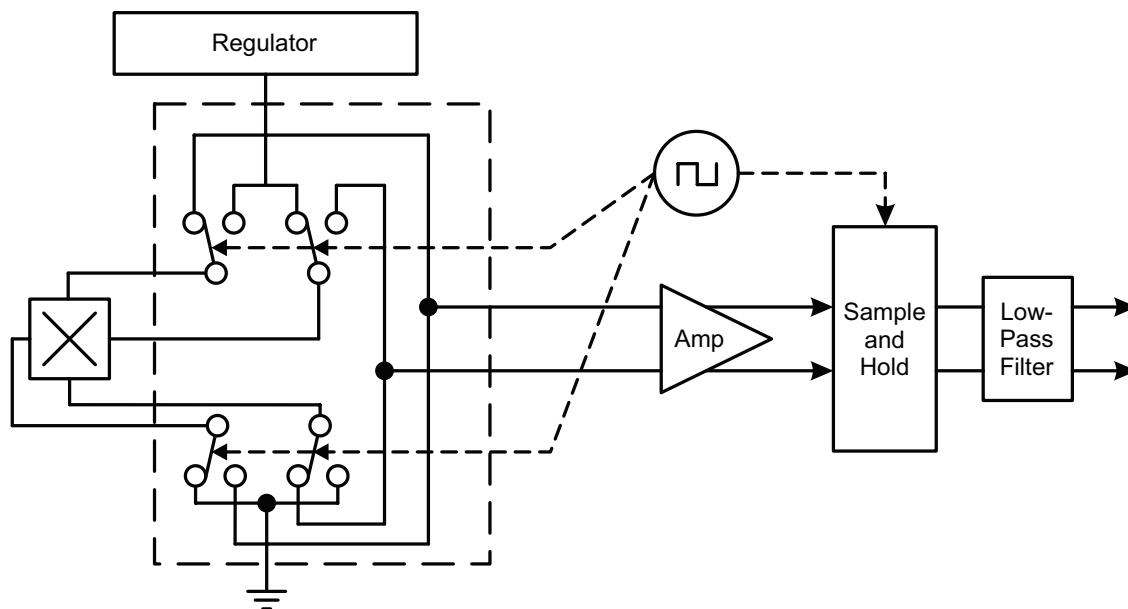 Regulator
Amp
Sample
and
Hold
Low-
Pass
Filter